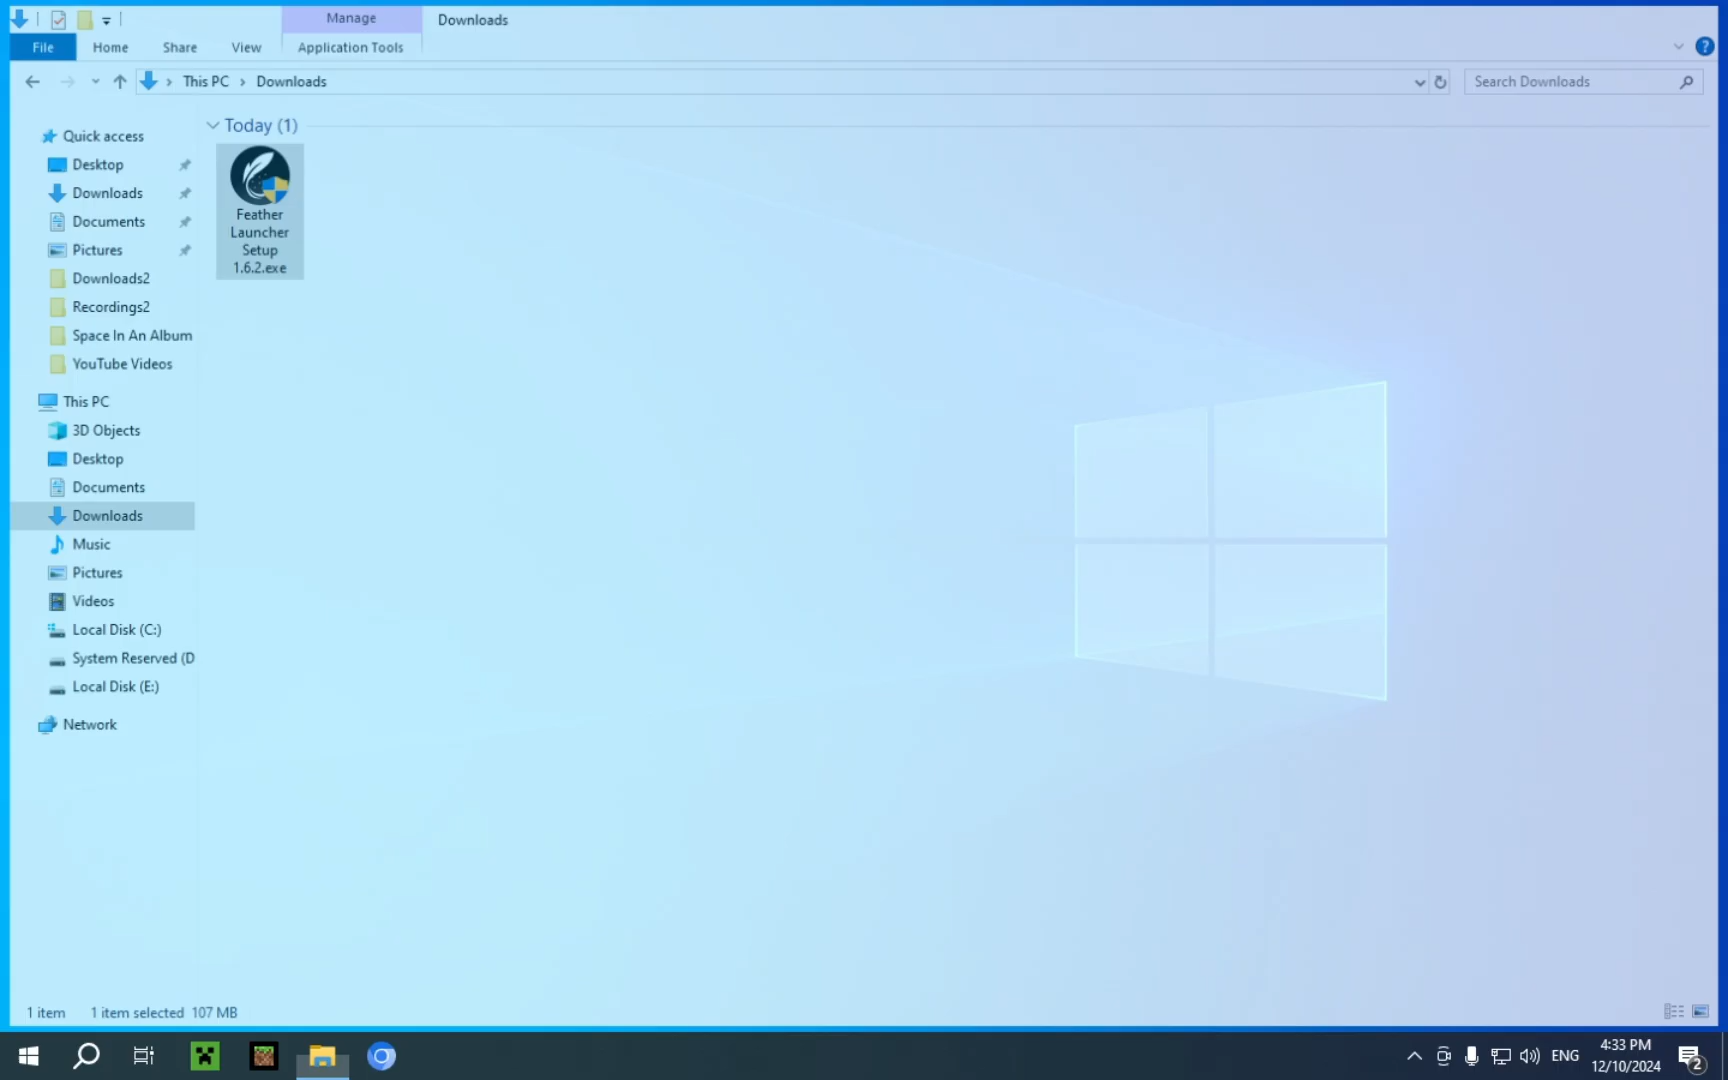 Manage
Downloads
File
Home
Share
View
Application Tools
This PC
Downloads
Search Downloads
Quick access
Desktop
Downloads
Documents
Pictures
Downloads2
Recordings2
Space In An Album
YouTube Videos
This PC
3D Objects
Desktop
Documents
Downloads
Music
Pictures
Videos
Local Disk (C:)
System Reserved (D
Local Disk (E:)
Network
Today (1)
Feather
Launcher
Setup
1.6.2.exe
1 item
1 item selected 107 MB
ENG
4:33 PM
12/10/2024
2